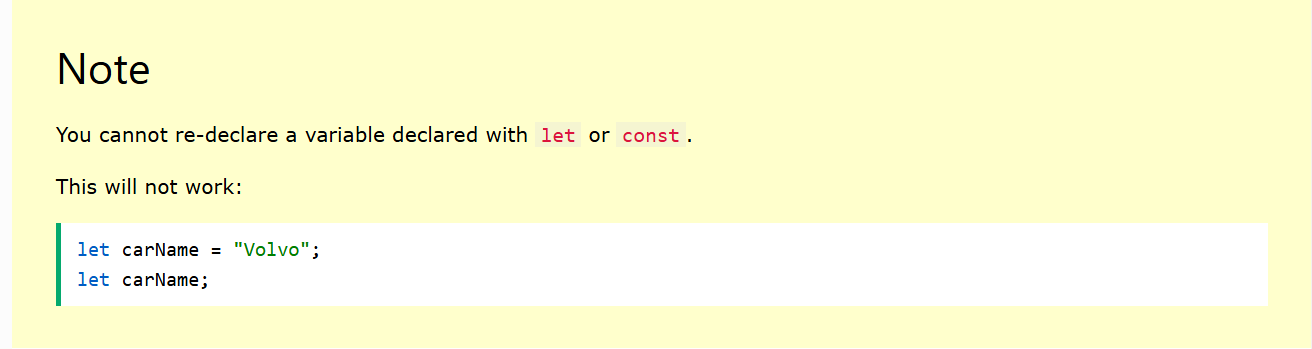 Note
You cannot re-declare a variable declared with let or const.
This will not work:
let carName = "Volvo";
let carName;